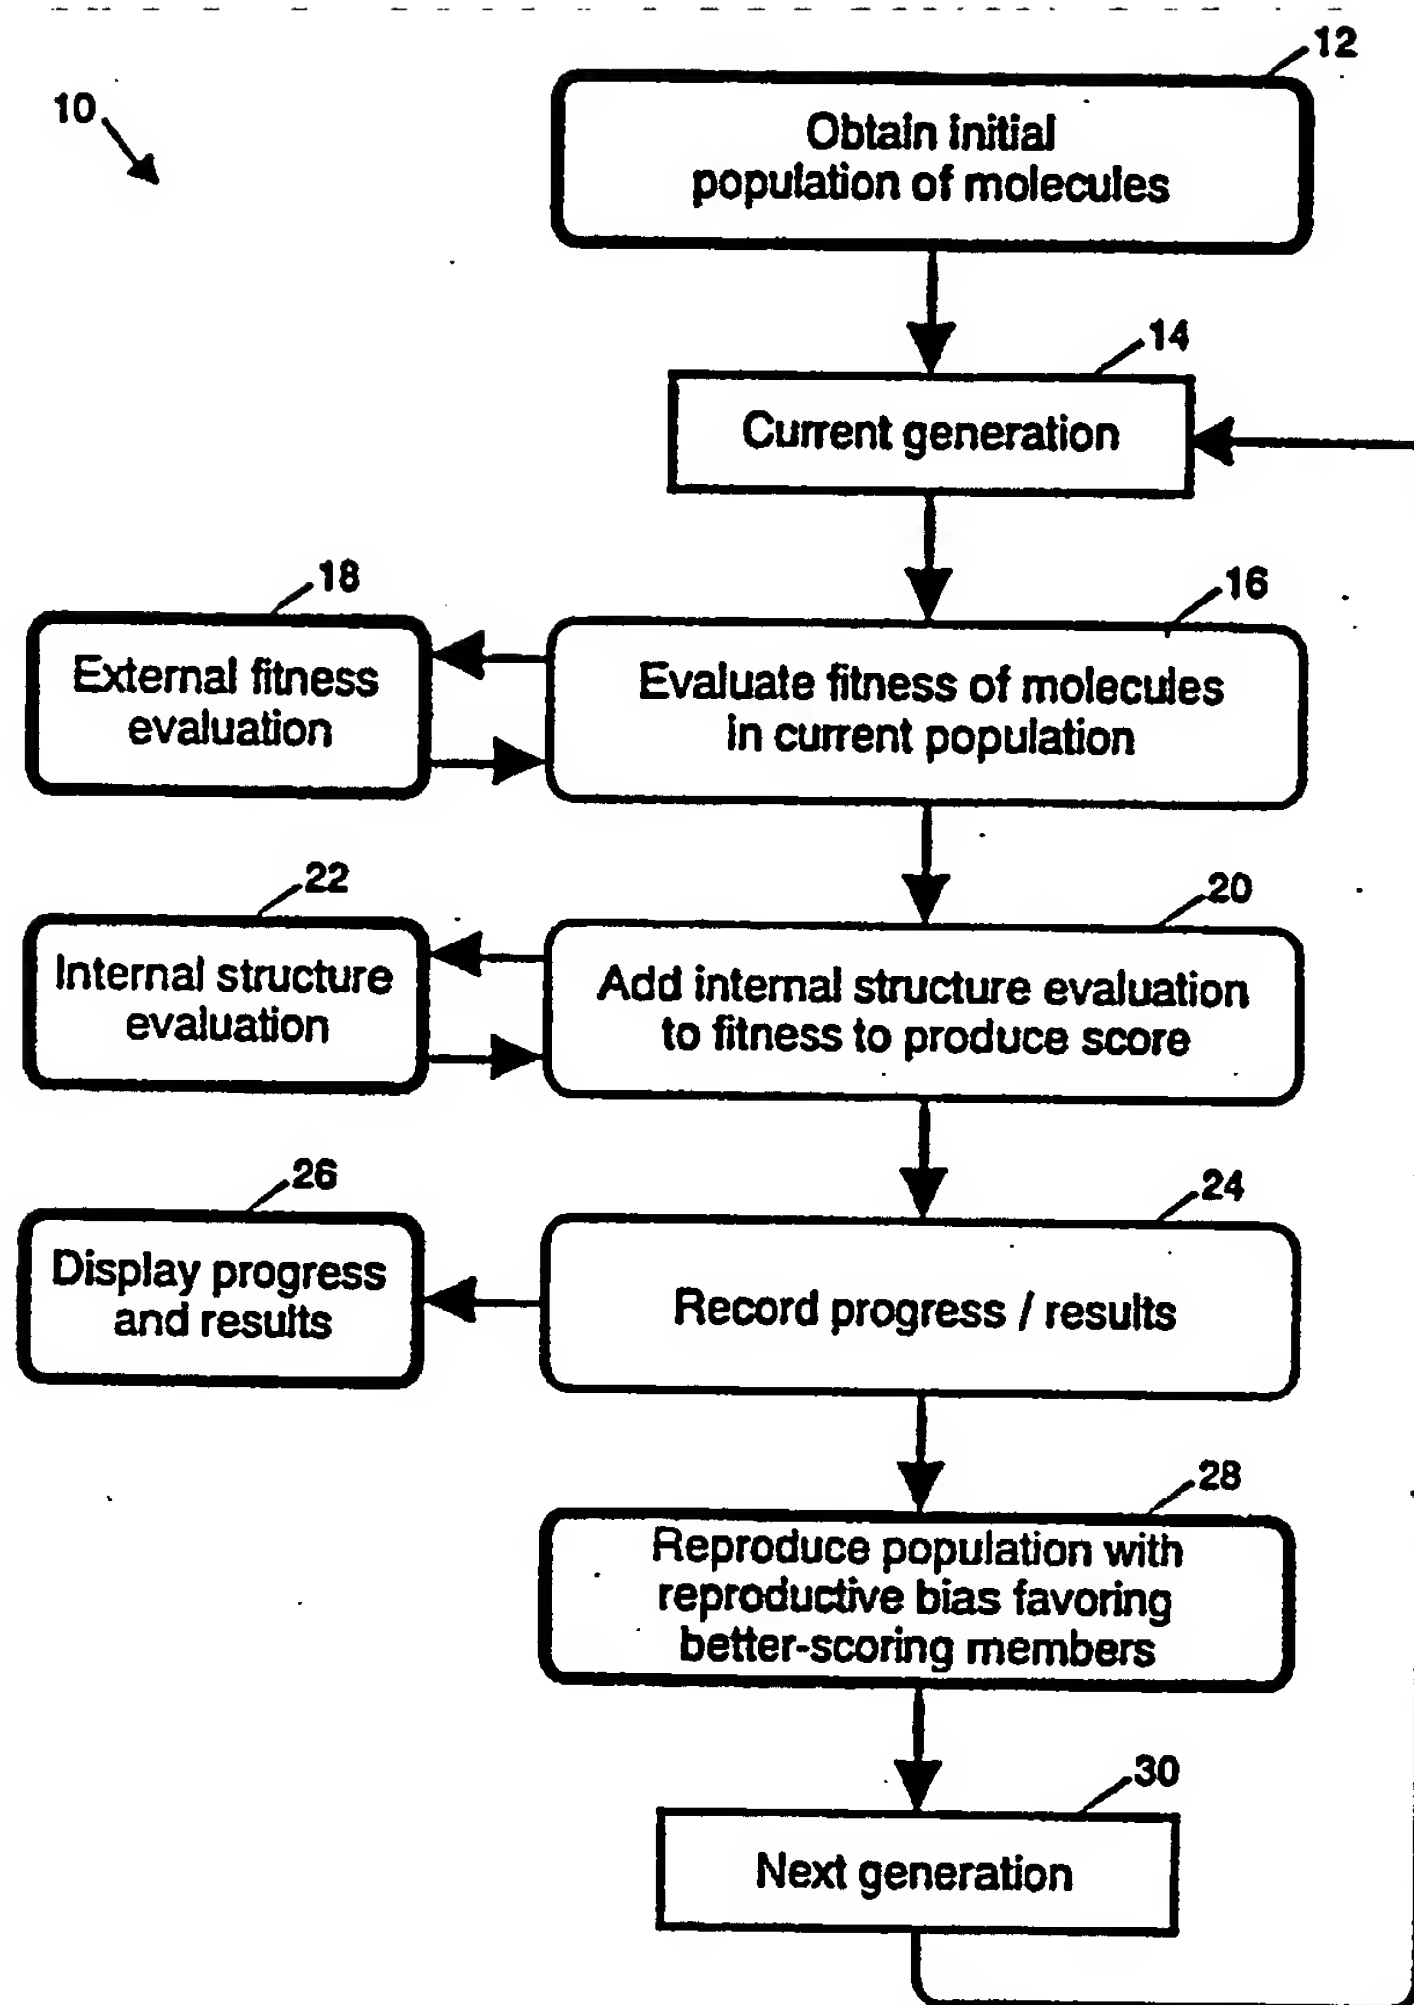 12
10
Obtain initial
population of molecules
14
Current generation
18
16
External fitness
evaluation
Evaluate fitness of molecules
in current population
22
20
Internal structure
evaluation
Add internal structure evaluation
to fitness to produce score
26
24
Display progress
and results
Record progress / results
28
Reproduce population with
reproductive bias favoring
better-scoring members
30
Next generation